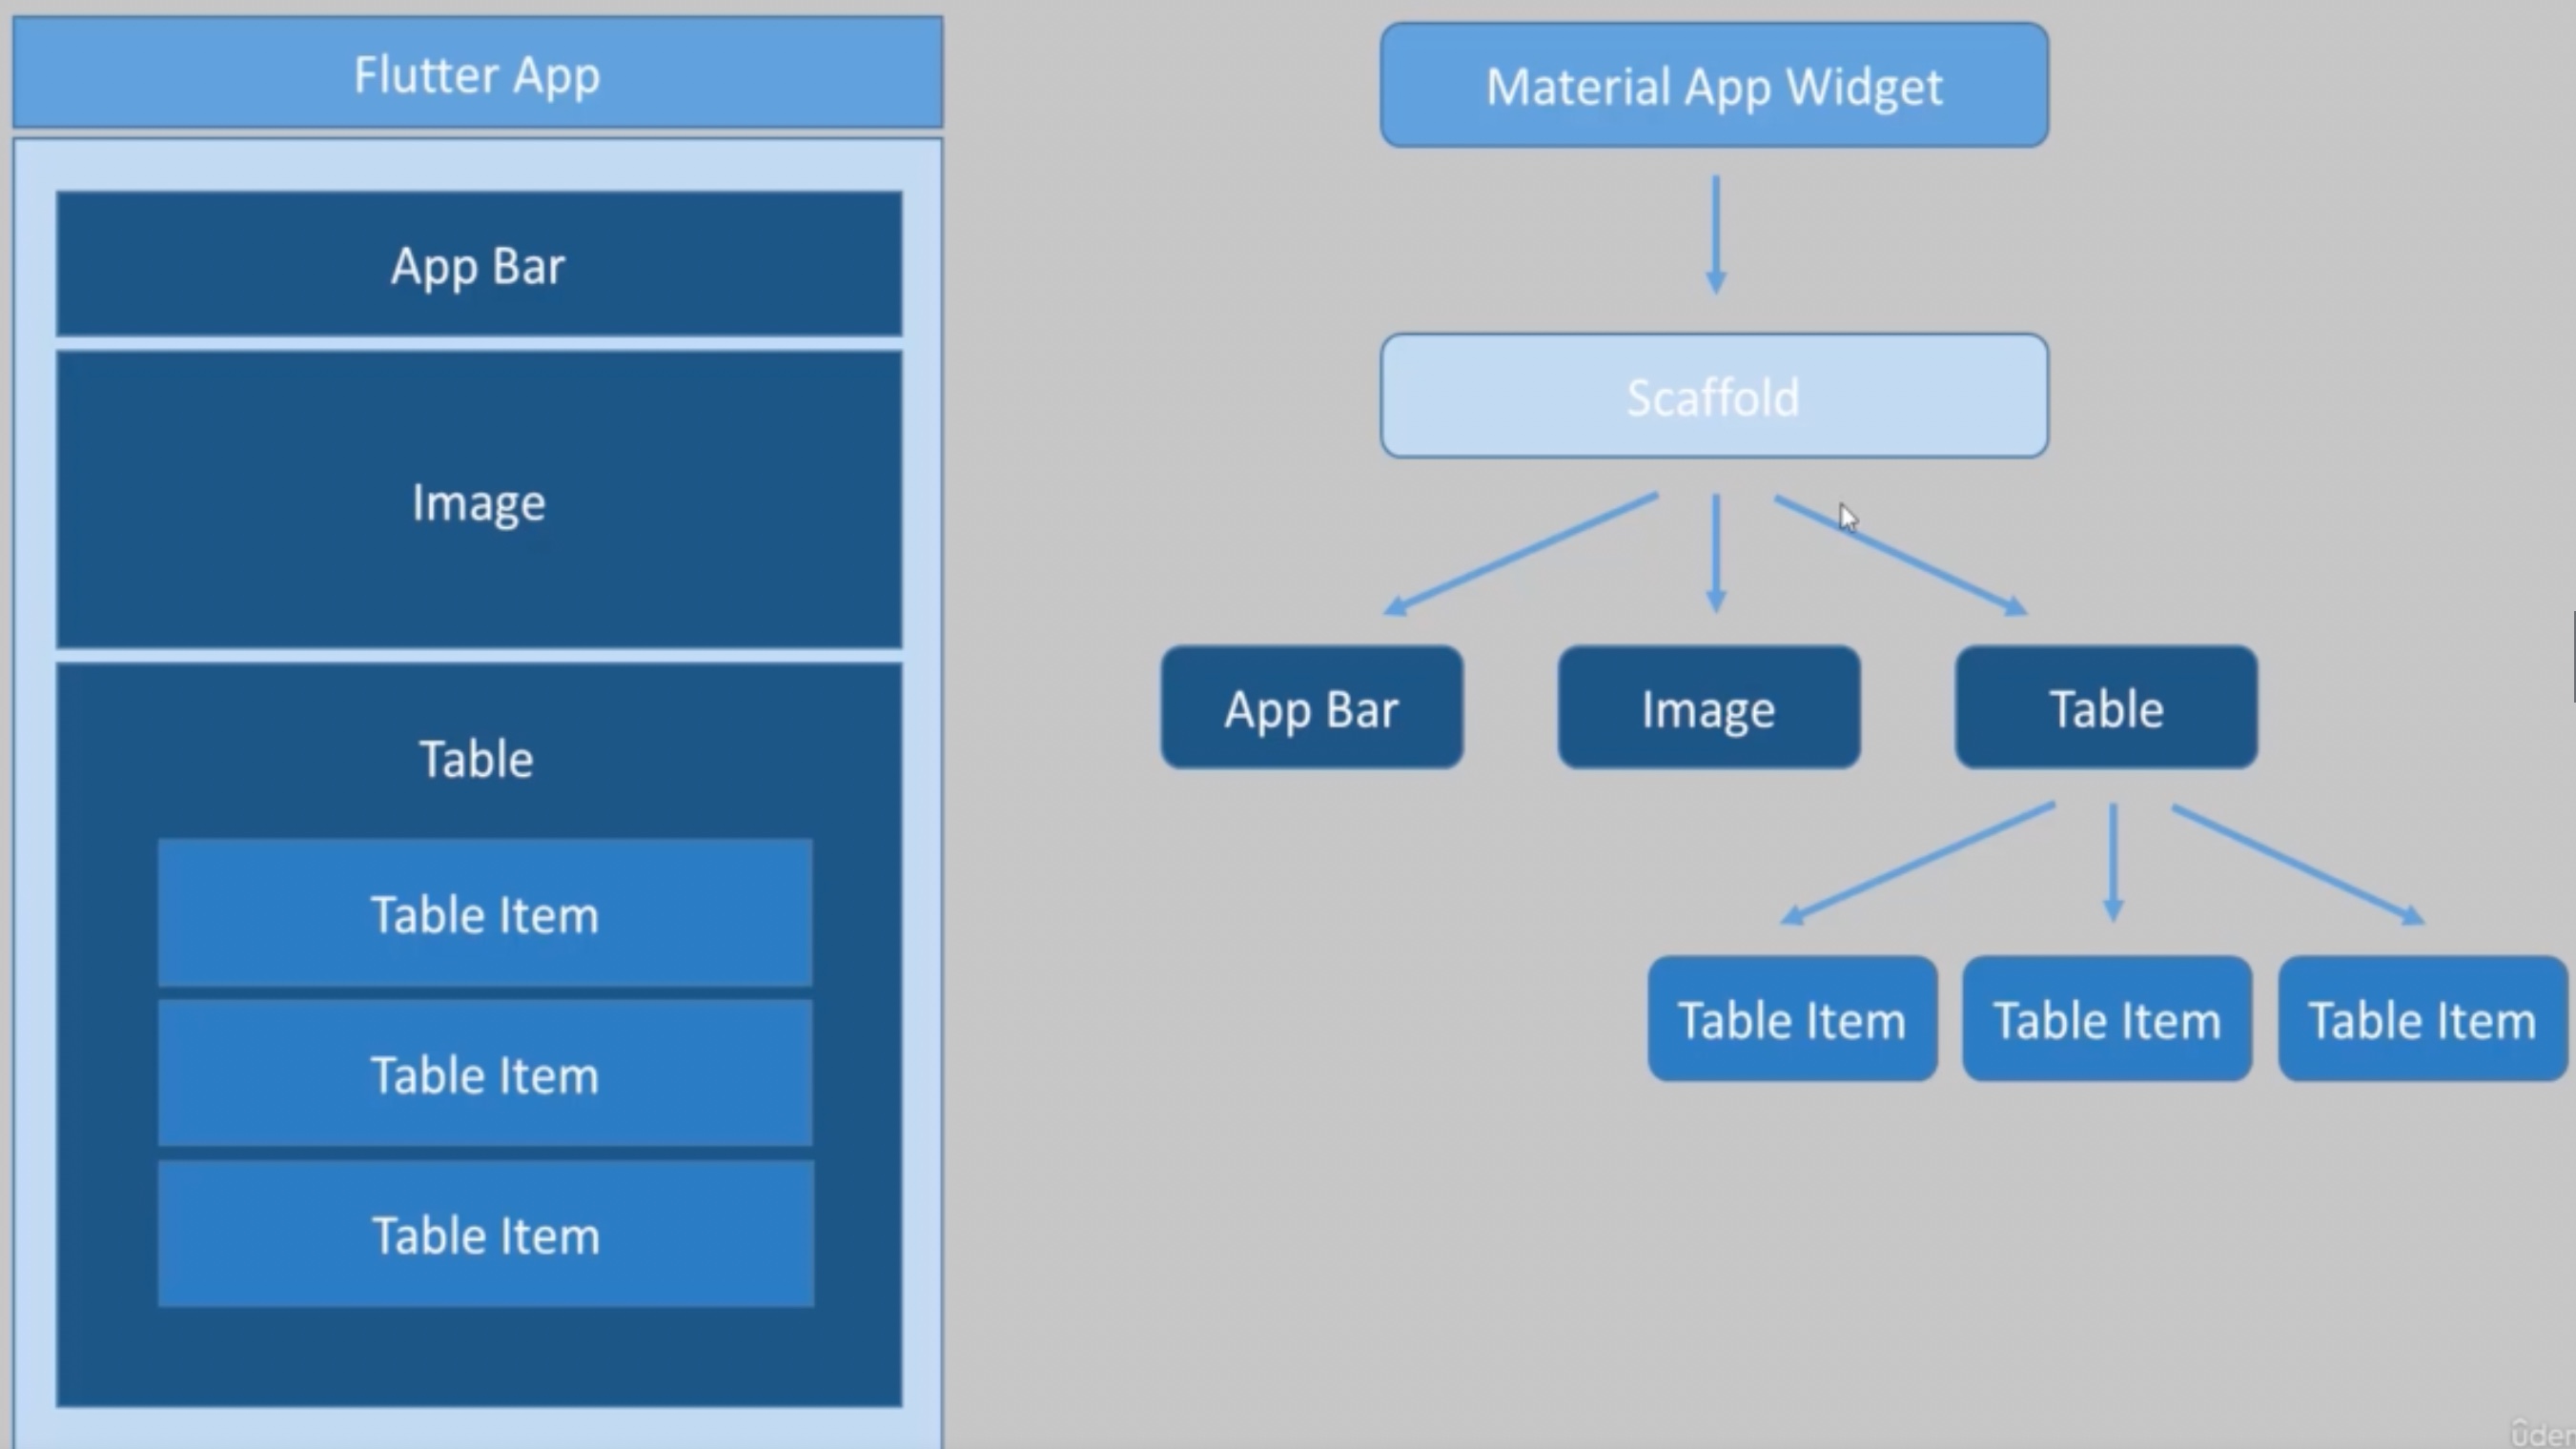 Flutter App
App Bar
Image
Table
Table Item
Table Item
Table Item
Material App Widget
Scaffold
App Bar
Image
Table
Table Item
Table Item
Table Item